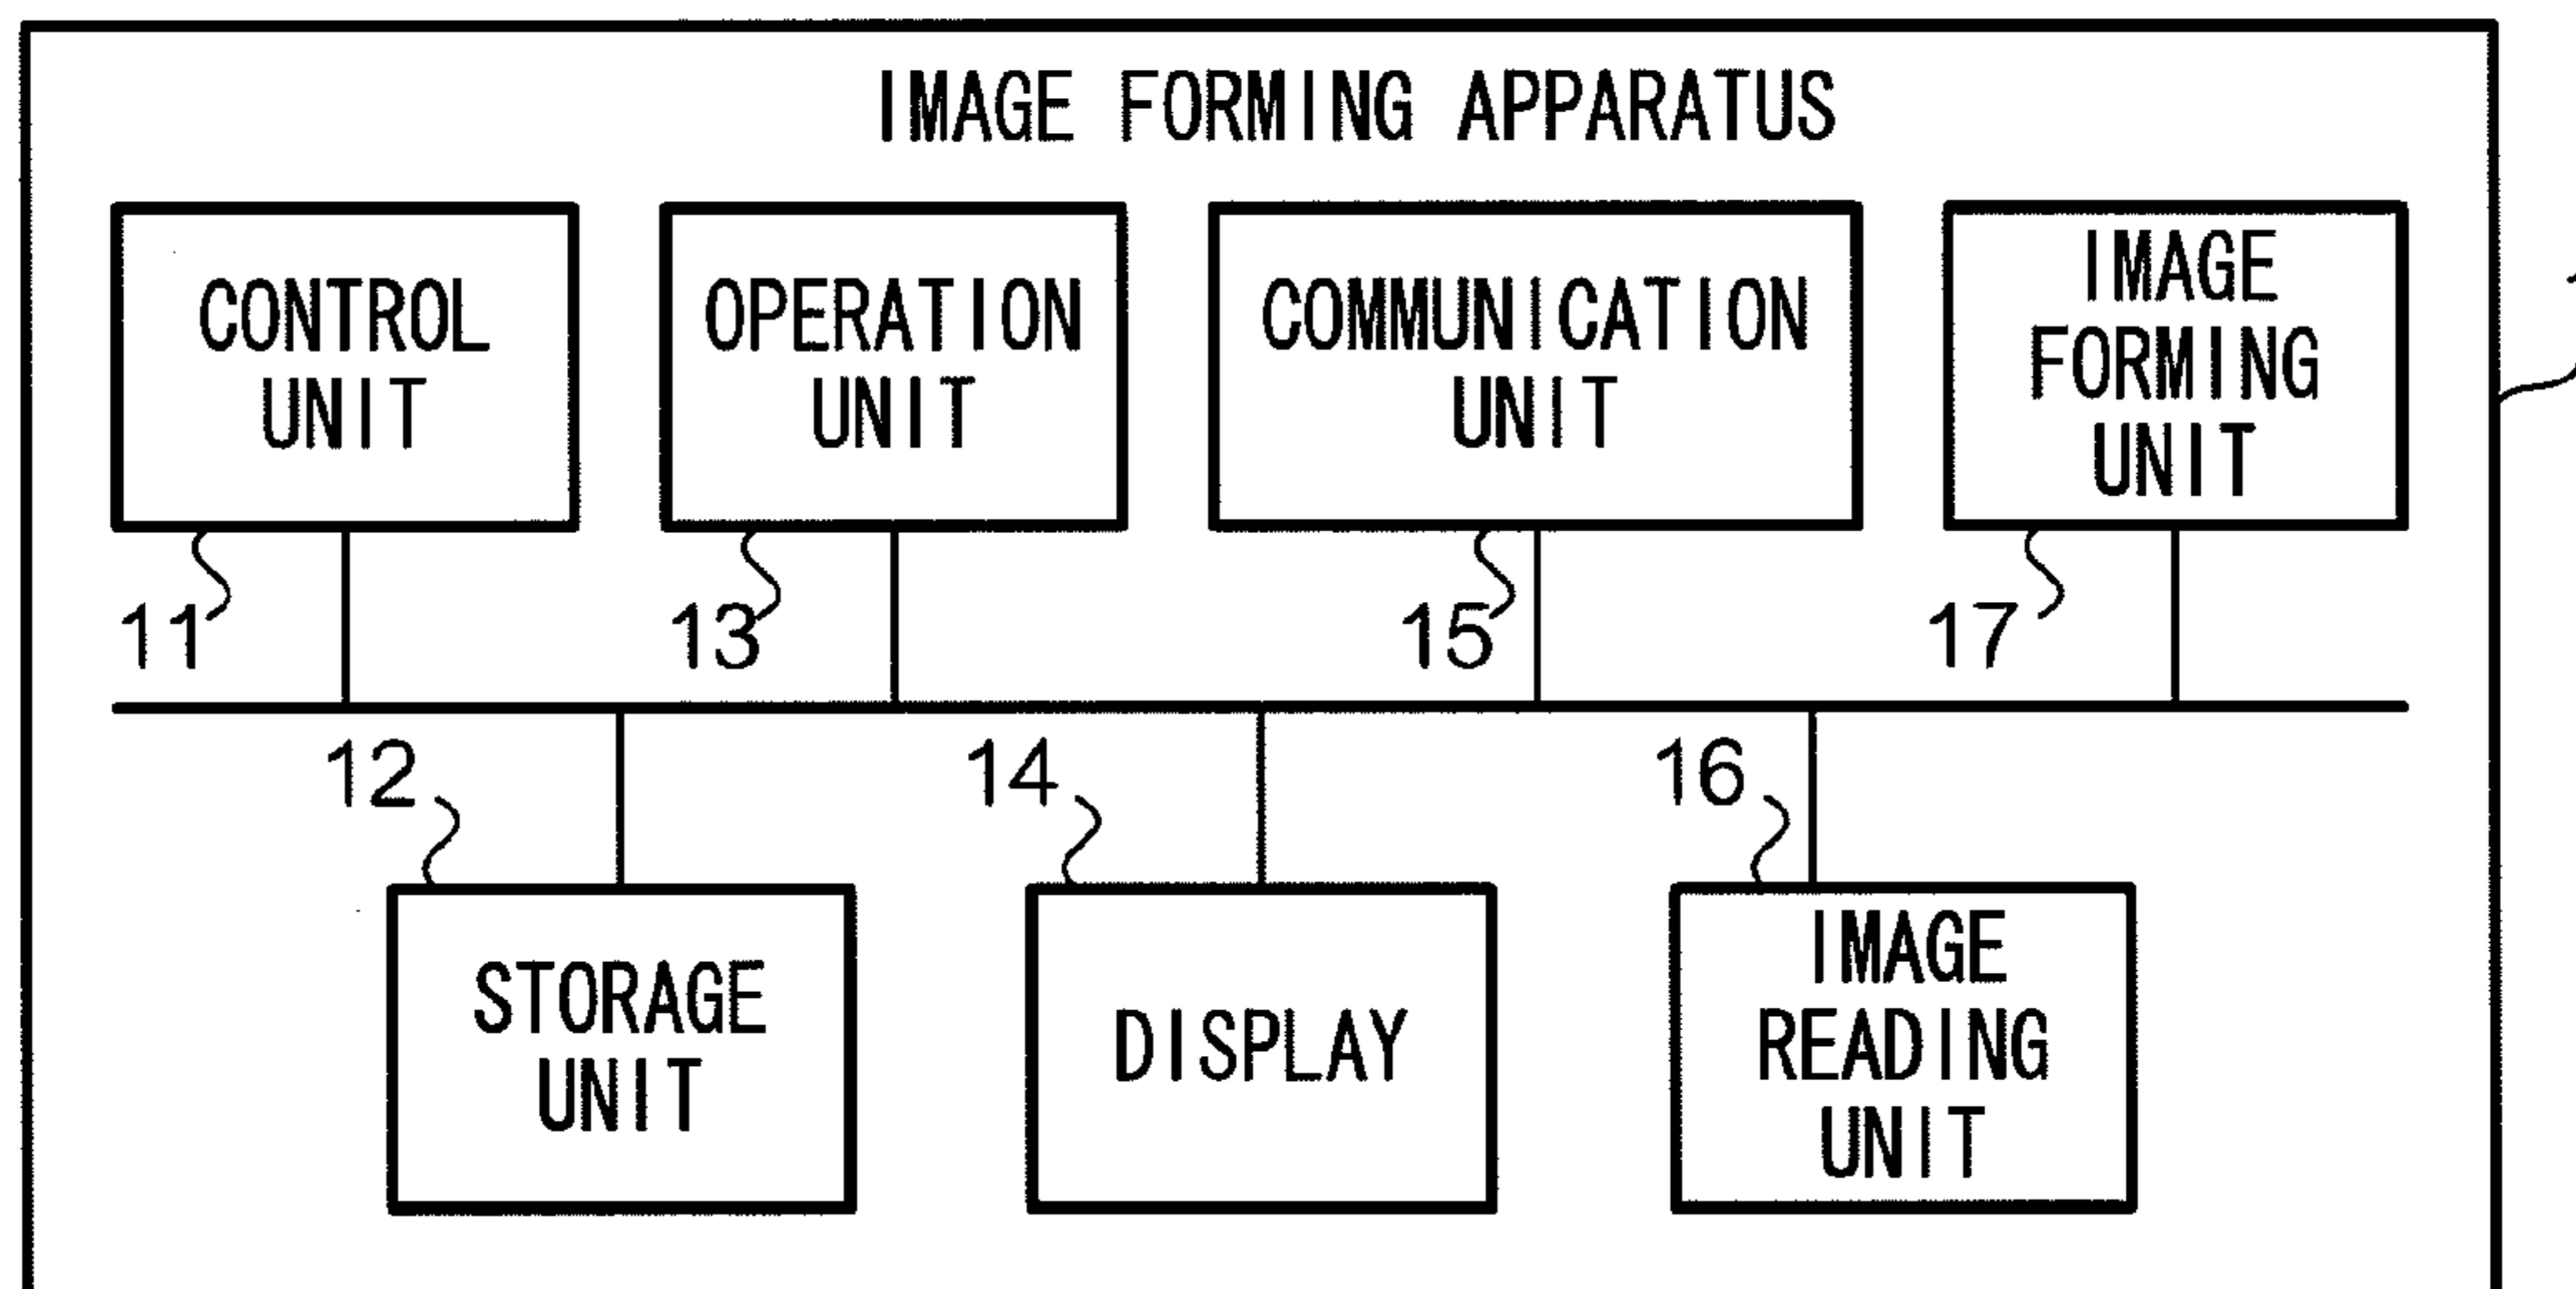 IMAGE FORMING APPARATUS
CONTROL
UNIT
OPERATION
UNIT
COMMUNICATION
UNIT
IMAGE
FORMING
UNIT
11
13
15
17
12
14
16
STORAGE
UNIT
DISPLAY
IMAGE
READING
UNIT